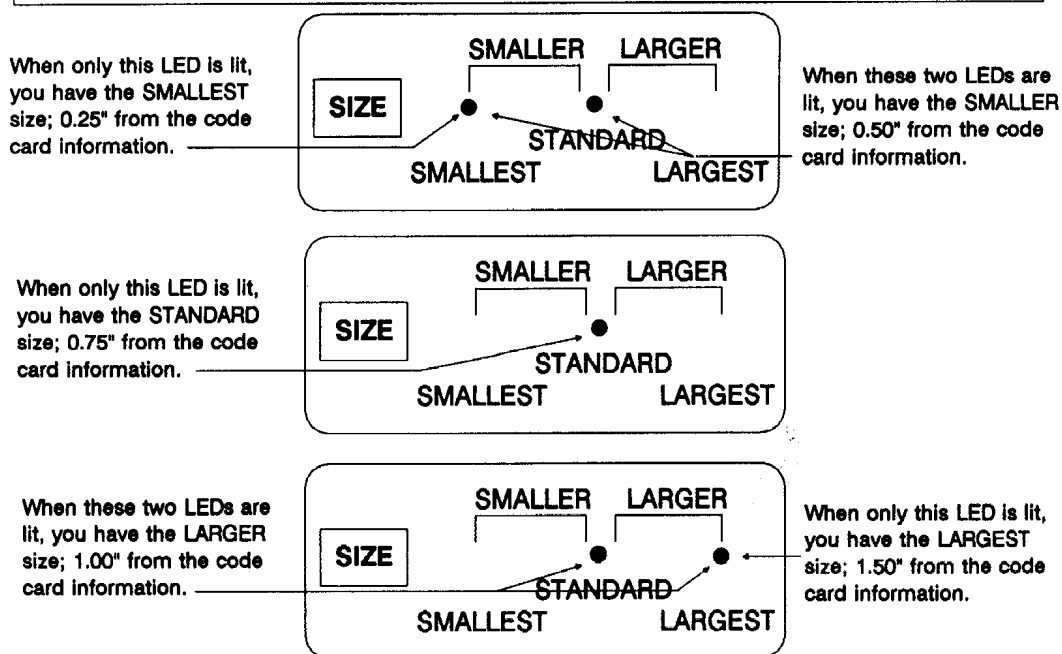 When only this LED is lit,
you have the SMALLEST
size; 0.25" from the code
card information.
SMALLER LARGER
SIZE
STANDARD
SMALLEST LARGEST
When these two LEDs are
lit, you have the SMALLER
size; 0.50" from the code
card information.
When only this LED is lit,
you have the STANDARD
size; 0.75" from the code
card information.
SMALLER LARGER
SIZE
STANDARD
SMALLEST LARGEST
When these two LEDs are
lit, you have the LARGER
size; 1.00" from the code
card information.
SMALLER LARGER
SIZE
STANDARD
SMALLEST LARGEST
When only this LED is lit,
you have the LARGEST
size; 1.50" from the code
card information.